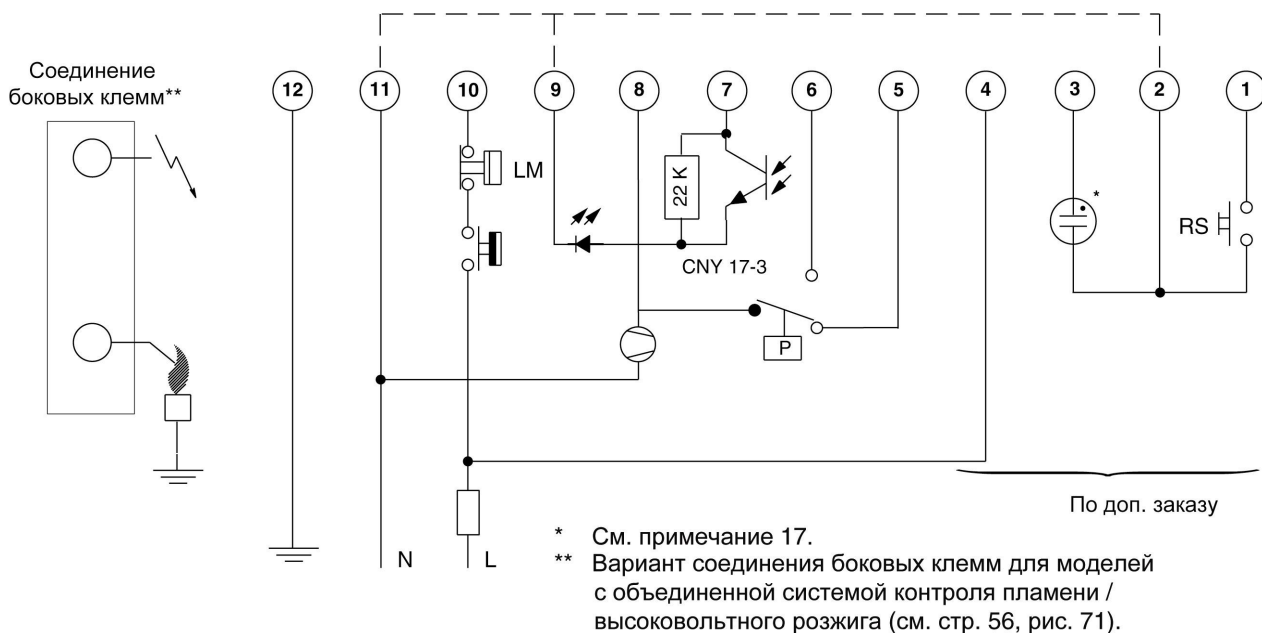 Соединение
боковых клемм**
12 11 10 9 8 7 6 5 4 3 2 1
LM
22 K
*
RS
CNY 17-3
P
По доп. заказу
N L
* См. примечание 17.
** Вариант соединения боковых клемм для моделей
с объединенной системой контроля пламени /
высоковольтного розжига (см. стр. 56, рис. 71).